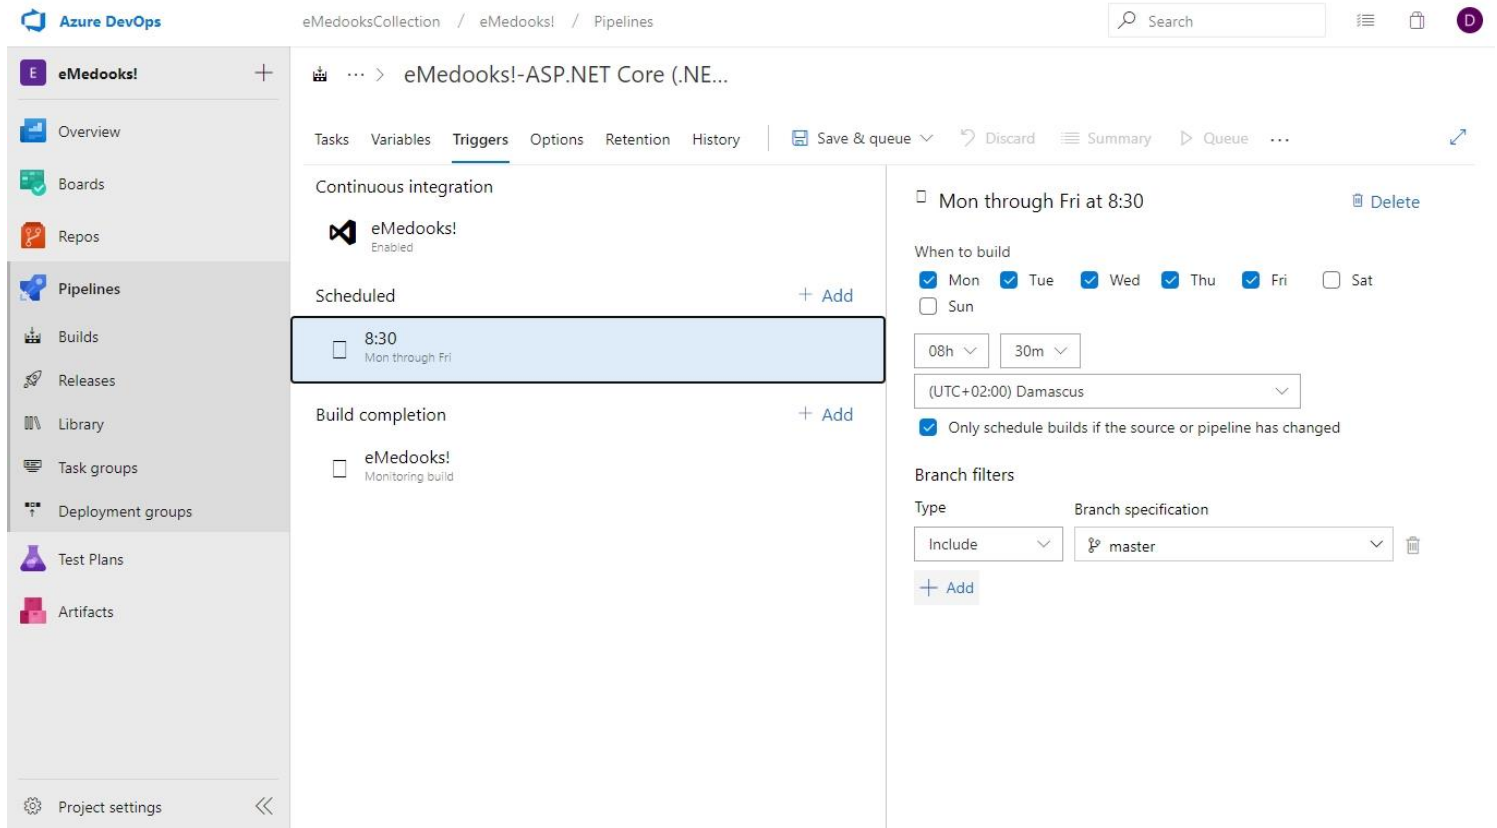 Azure DevOps
eMedooksCollection / eMedooks! / Pipelines
Search
D
E eMedooks!
Overview
Boards
Repos
Pipelines
Builds
Releases
Library
Task groups
Deployment groups
Test Plans
Artifacts
Project settings
... > eMedooks!-ASP.NET Core (.NE...
Tasks Variables Triggers Options Retention History Save & queue Discard Summary Queue ...
Continuous integration
eMedooks!
Enabled
Scheduled + Add
8:30
Mon through Fri
Build completion + Add
eMedooks!
Monitoring build
Mon through Fri at 8:30 Delete
When to build
Mon Tue Wed Thu Fri Sat
Sun
08h 30m
(UTC+02:00) Damascus
Only schedule builds if the source or pipeline has changed
Branch filters
Type Branch specification
Include master
+ Add